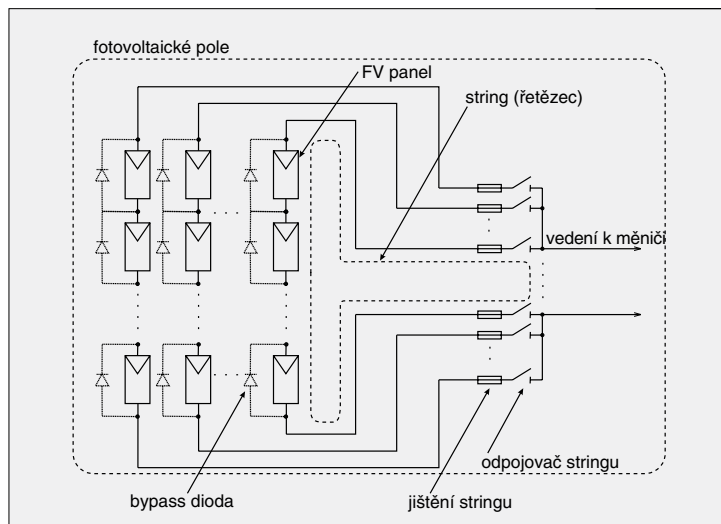 fotovoltaické pole
FV panel
string (řetězec)
vedení k měniči
odpojovač stringu
bypass dioda
jištění stringu